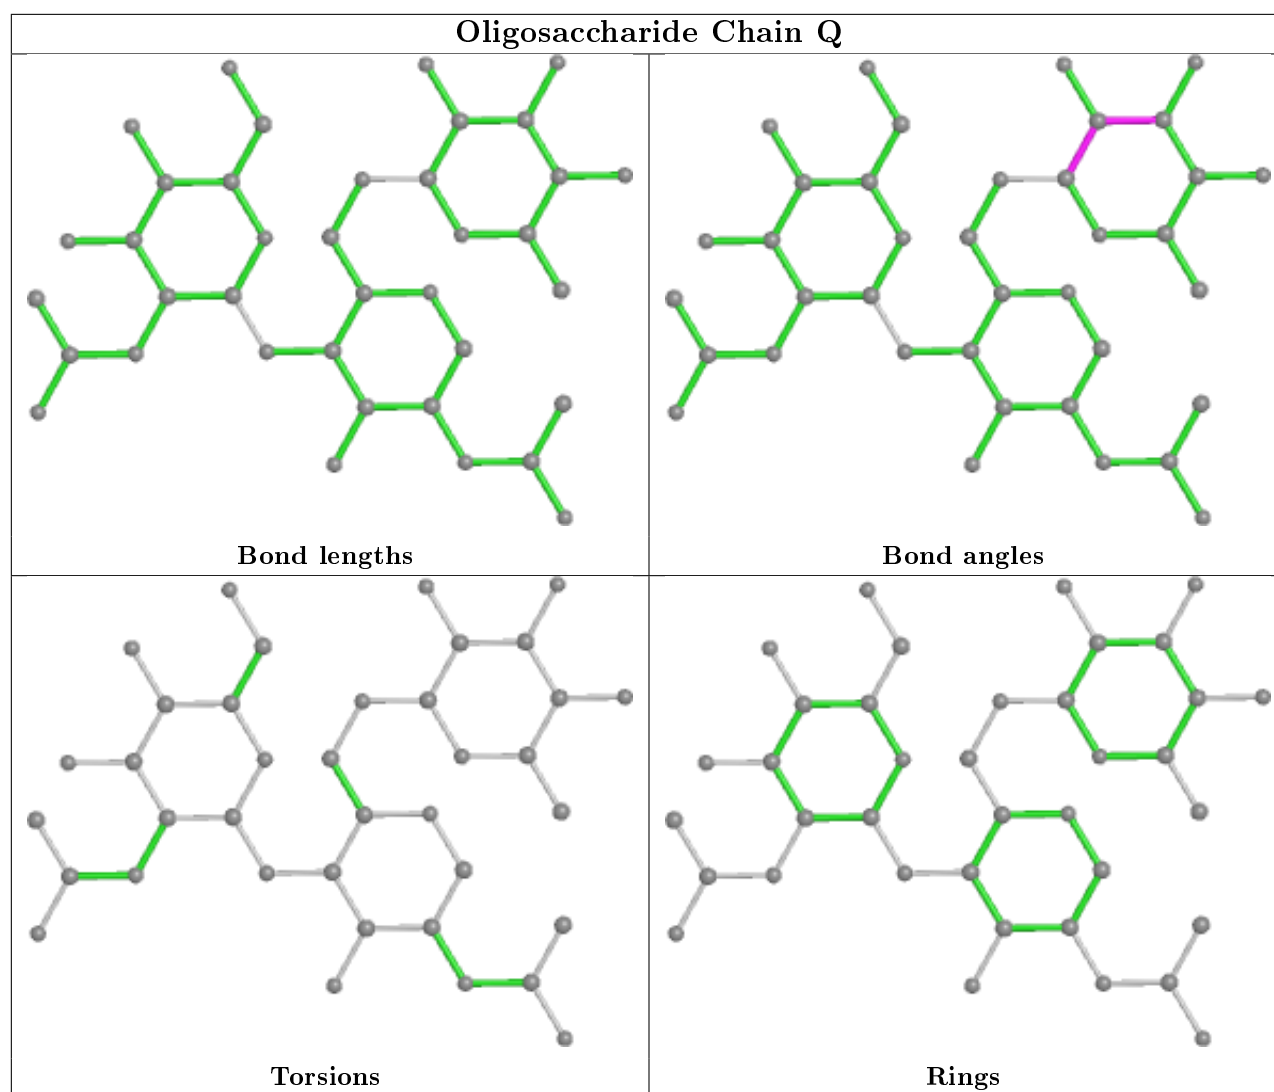 Oligosaccharide Chain Q
Bond lengths
Bond angles
Torsions
Rings